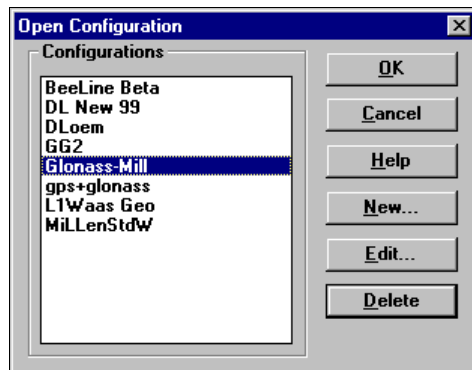 Open Configuration
Configurations
BeeLine Beta
DL New 99
DLoem
GG2
Glonass-Mill
gps+glonass
L1Waas Geo
MiLLenStdW
OK
Cancel
Help
New...
Edit...
Delete